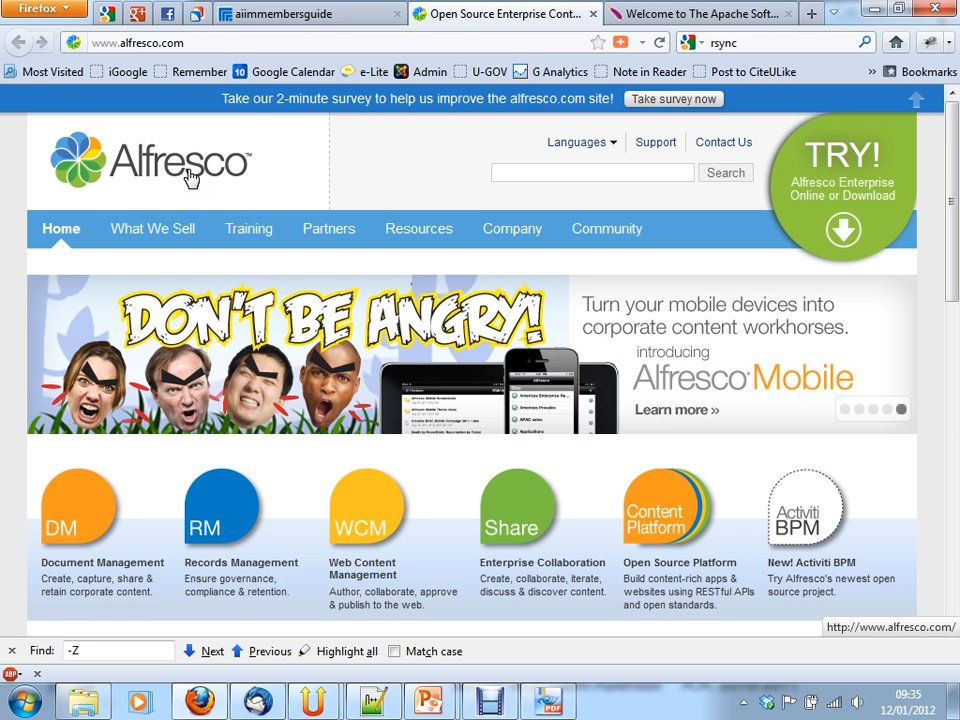 Firefox
aiimmembersguide
Open Source Enterprise Cont...
Welcome to The Apache Soft...
www.alfresco.com
rsync
Most Visited
iGoogle
Remember
10
Google Calendar
e-Lite
Admin
U-GOV
G Analytics
Note in Reader
Post to CiteULike
»
Bookmarks
Take our 2-minute survey to help us improve the alfresco.com site!
Take survey now
Alfresco
Languages
Support
Contact Us
Search
TRY!
Alfresco Enterprise
Online or Download
Home
What We Sell
Training
Partners
Resources
Company
Community
DON'T BE ANGRY!
Turn your mobile devices into
corporate content workhorses.
introducing
Alfresco Mobile
Learn more »
DM
RM
WCM
Share
Content
Platform
Activiti
BPM
Document Management
Create, capture, share &
retain corporate content.
Records Management
Ensure governance,
compliance & retention.
Web Content
Management
Author, collaborate, approve
& publish to the web.
Enterprise Collaboration
Create, collaborate, iterate,
discuss & discover content.
Open Source Platform
Build content-rich apps &
websites using RESTful APIs
and open standards.
New! Activiti BPM
Try Alfresco's newest open
source project.
http://www.alfresco.com/
Find:
-Z
Next
Previous
Highlight all
Match case
ABP
PDF
09:35
12/01/2012